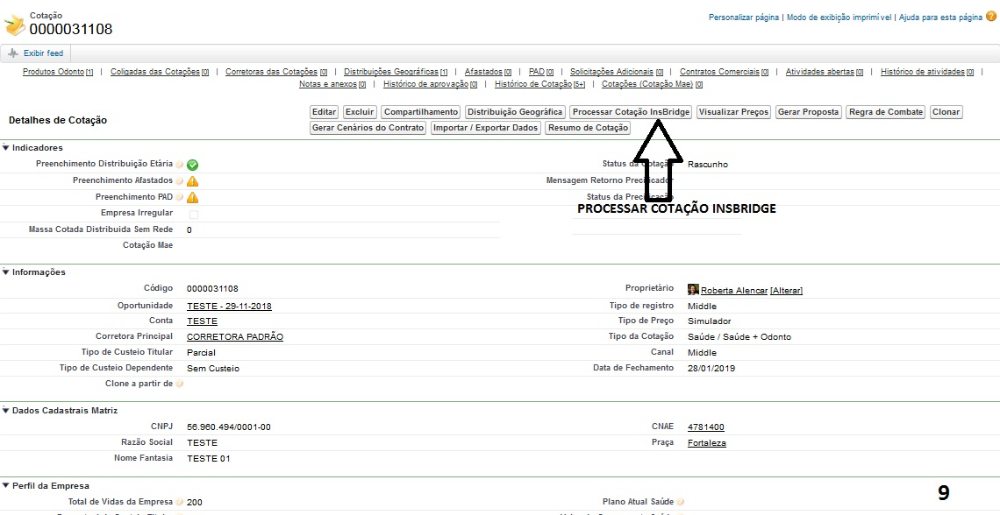 Cotação
0000031108
Personalizar página | Modo de exibição imprimível | Ajuda para esta página ?
Exibir feed
Produtos Odonto [1] | Coligadas das Cotações [0] | Corretoras das Cotações [0] | Distribuições Geográficas [1] | Afastados [0] | PAD [0] | Solicitações Adicionais [0] | Contratos Comerciais [0] | Atividades abertas [0] | Histórico de atividades [0] |
Notas e anexos [0] | Histórico de aprovação [0] | Histórico de Cotação [5+] | Cotações (Cotação Mae) [0]
Detalhes de Cotação
Editar Excluir Compartilhamento Distribuição Geográfica Processar Cotação InsBridge Visualizar Preços Gerar Proposta Regra de Combate Clonar
Gerar Cenários do Contrato Importar / Exportar Dados Resumo de Cotação
Indicadores
Preenchimento Distribuição Etária Status da Cotação Rascunho
Preenchimento Afastados Mensagem Retorno Precificador
Preenchimento PAD Status da Precificação
Empresa Irregular
PROCESSAR COTAÇÃO INSBRIDGE
Massa Cotada Distribuida Sem Rede 0
Cotação Mae
Informações
Código 0000031108 Proprietário Roberta Alencar [Alterar]
Oportunidade TESTE - 29-11-2018 Tipo de registro Middle
Conta TESTE Tipo de Preço Simulador
Corretora Principal CORRETORA PADRÃO Tipo da Cotação Saúde / Saúde + Odonto
Tipo de Custeio Titular Parcial Canal Middle
Tipo de Custeio Dependente Sem Custeio Data de Fechamento 28/01/2019
Clone a partir de
Dados Cadastrais Matriz
CNPJ 56.960.494/0001-00 CNAE 4781400
Razão Social TESTE Praça Fortaleza
Nome Fantasia TESTE 01
Perfil da Empresa
9
Total de Vidas da Empresa 200 Plano Atual Saúde